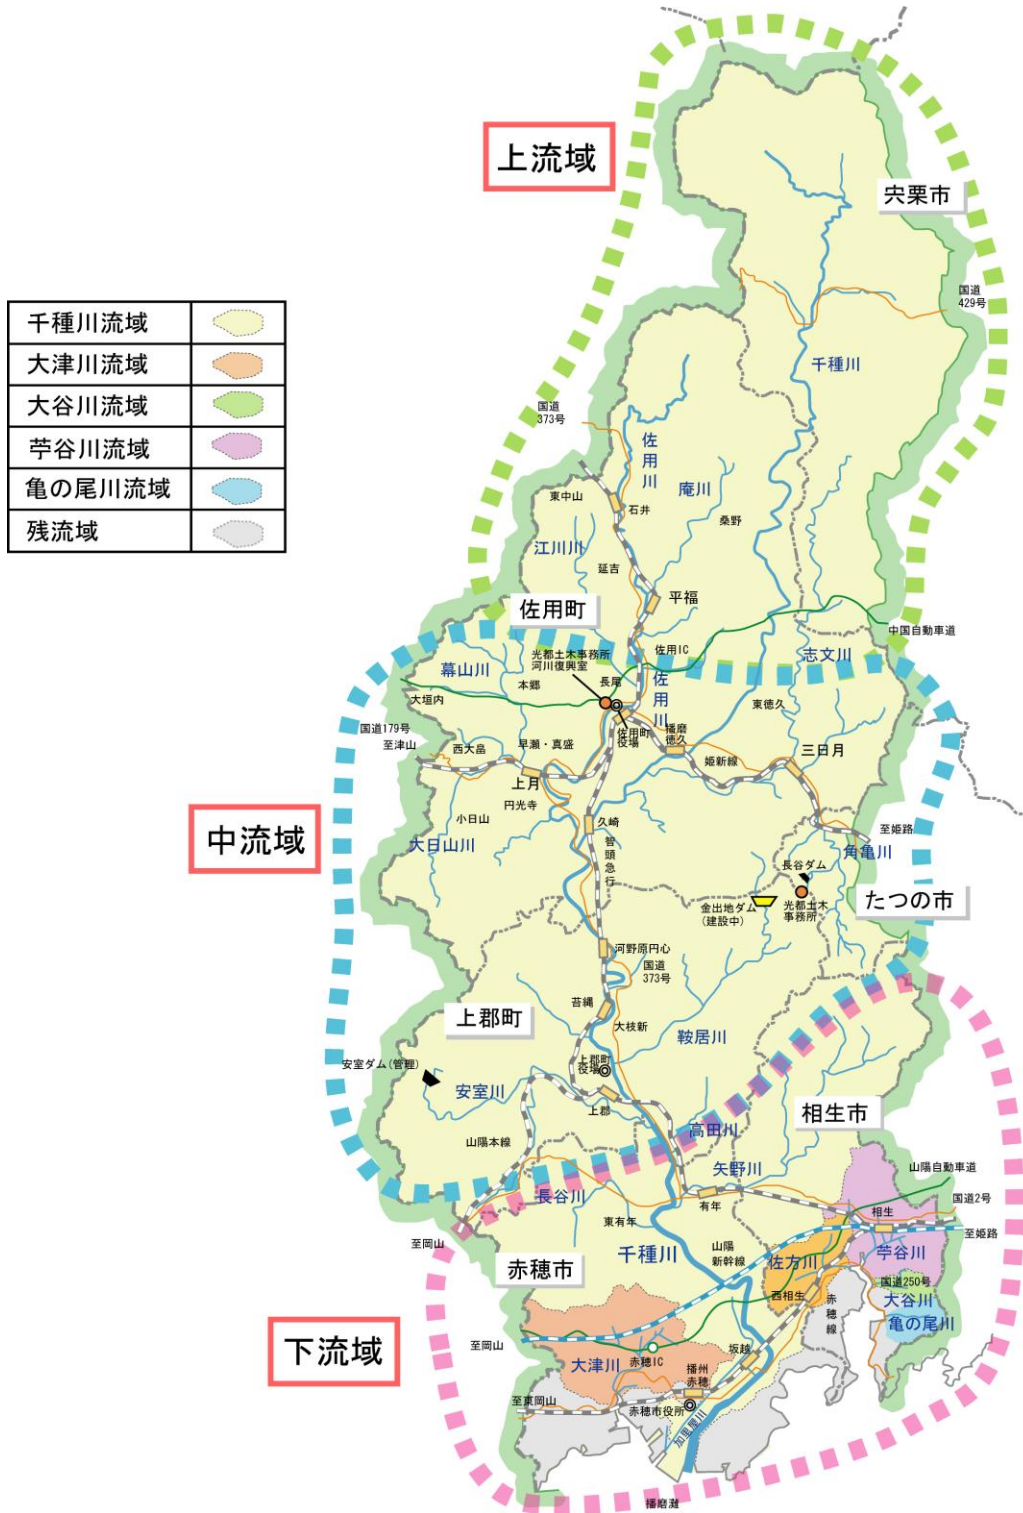 上流域
宍栗市
国道
429号
千種川流域
大津川流域
大谷川流域
苧谷川流域
亀の尾川流域
残流域
千種川
国道
373号
佐用川
庵川
東中山
石井
桑野
江川川
延吉
平福
佐用町
中国自動車道
光都土木事務所
河川復興室
佐用IC
志文川
幕山川
本郷
長尾
佐用川
大垣内
東徳久
国道179号
至津山
佐用町
役場
播磨
徳久
西大畠
早瀬・真盛
姫新線
三日月
上月
円光寺
小日山
久崎
至姫路
中流域
大日山川
智頭急行
角亀川
長谷ダム
金出地ダム
(建設中)
光都土木
事務所
たつの市
河野原円心
国道
373号
苔縄
上郡町
大枝新
鞍居川
安室ダム(管理)
上郡町
役場
安室川
上郡
相生市
高田川
山陽本線
矢野川
山陽自動車道
長谷川
有年
国道2号
東有年
相生
至岡山
千種川
山陽
新幹線
至姫路
赤穂市
佐方川
苧谷川
国道250号
西相生
赤穂線
大谷川
亀の尾川
下流域
至岡山
坂越
大津川
赤穂IC
播州
赤穂
至東岡山
赤穂市役所
加里屋川
播磨灘